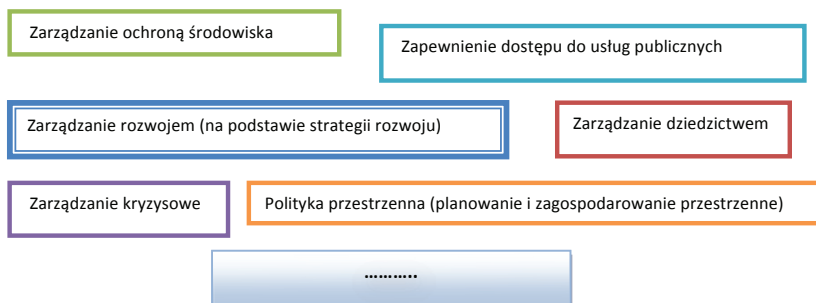 Zarządzanie ochroną środowiska
Zapewnienie dostępu do usług publicznych
Zarządzanie rozwojem (na podstawie strategii rozwoju)
Zarządzanie dziedzictwem
Zarządzanie kryzysowe
Polityka przestrzenna (planowanie i zagospodarowanie przestrzenne)
………..